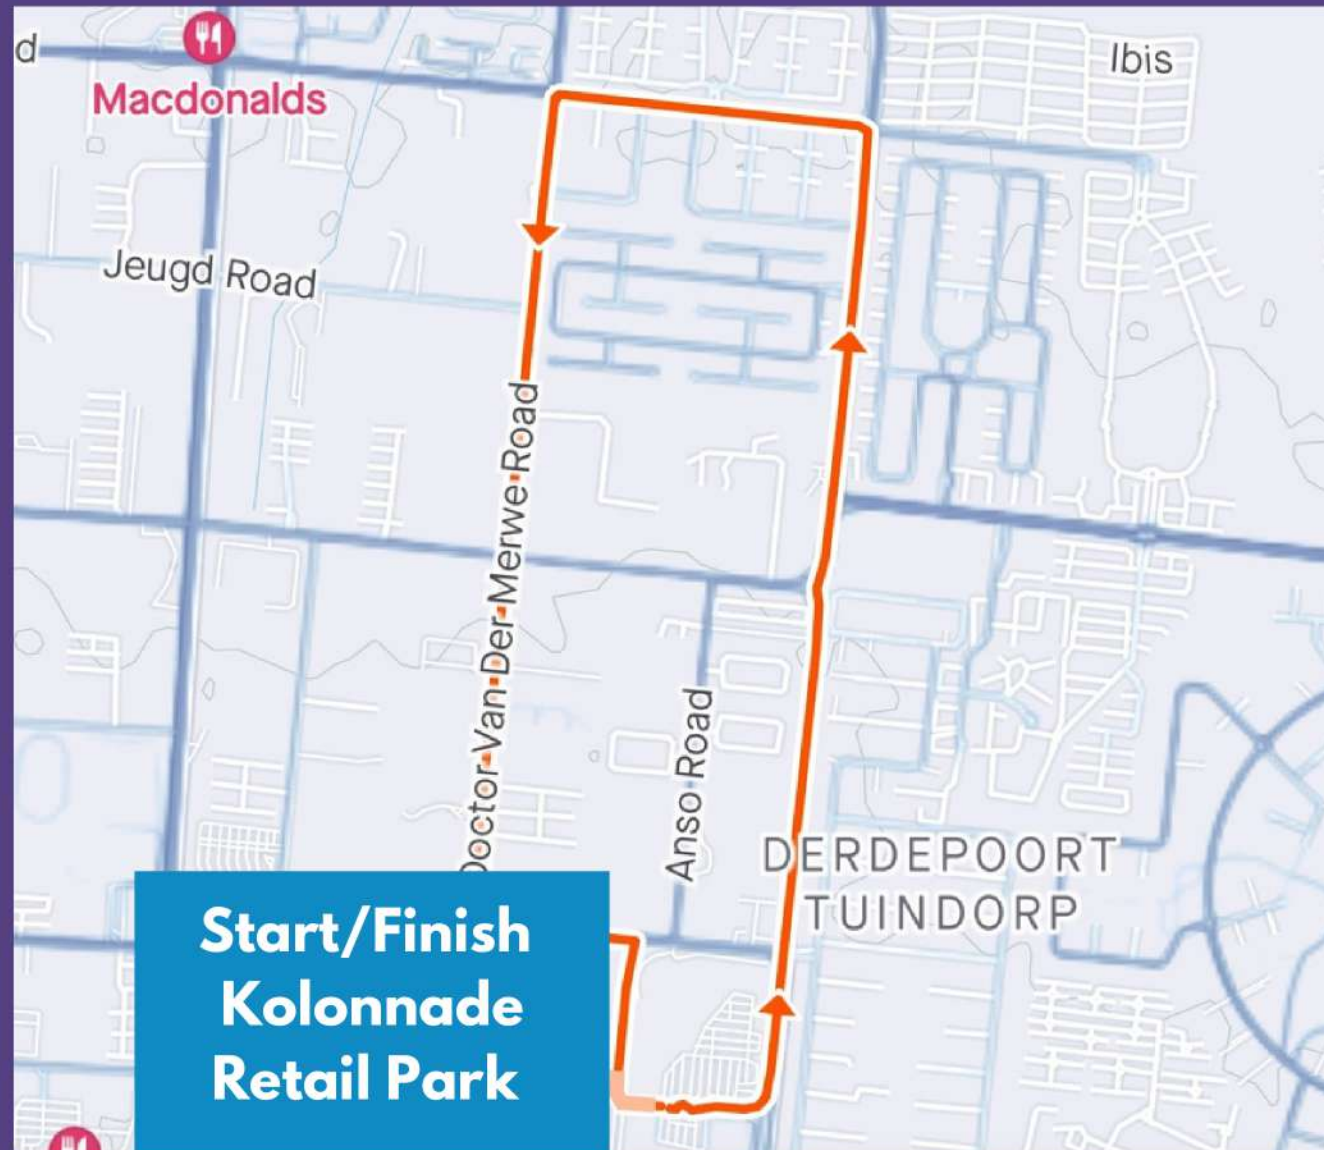 d
Ibis
Macdonalds
Jeugd Road
Doctor Van Der Merwe Road
Anso Road
DERDEPOORT
TUINDORP
Start/Finish
Kolonnade
Retail Park